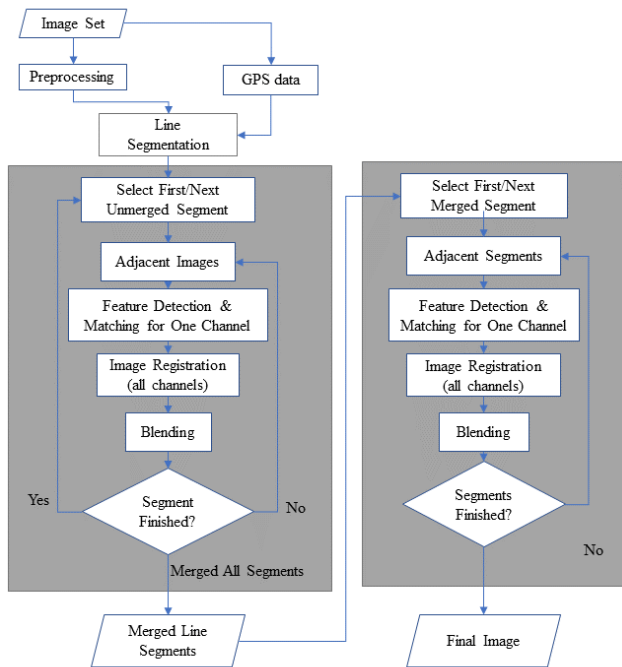 Image Set
Preprocessing
GPS data
Line
Segmentation
Select First/Next
Unmerged Segment
Adjacent Images
Feature Detection &
Matching for One Channel
Image Registration
(all channels)
Blending
Segment
Finished?
Yes
No
Merged All Segments
Merged Line
Segments
Select First/Next
Merged Segment
Adjacent Segments
Feature Detection &
Matching for One Channel
Image Registration
(all channels)
Blending
Segments
Finished?
No
Final Image